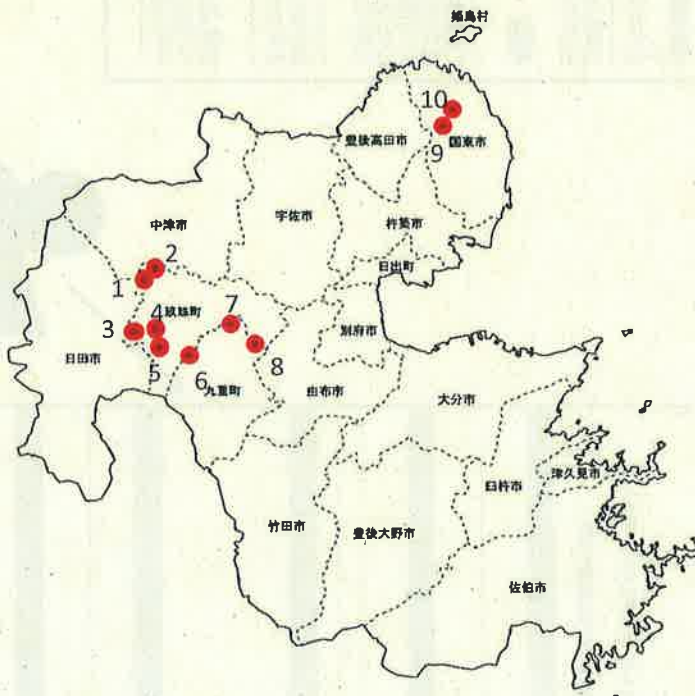 姫島村
10
豊後高田市
国東市
9
中津市
宇佐市
杵築市
2
日出町
1
玖珠町
7
3
4
別府市
日田市
5
6
8
九重町
由布市
大分市
臼杵市
津久見市
竹田市
豊後大野市
佐伯市